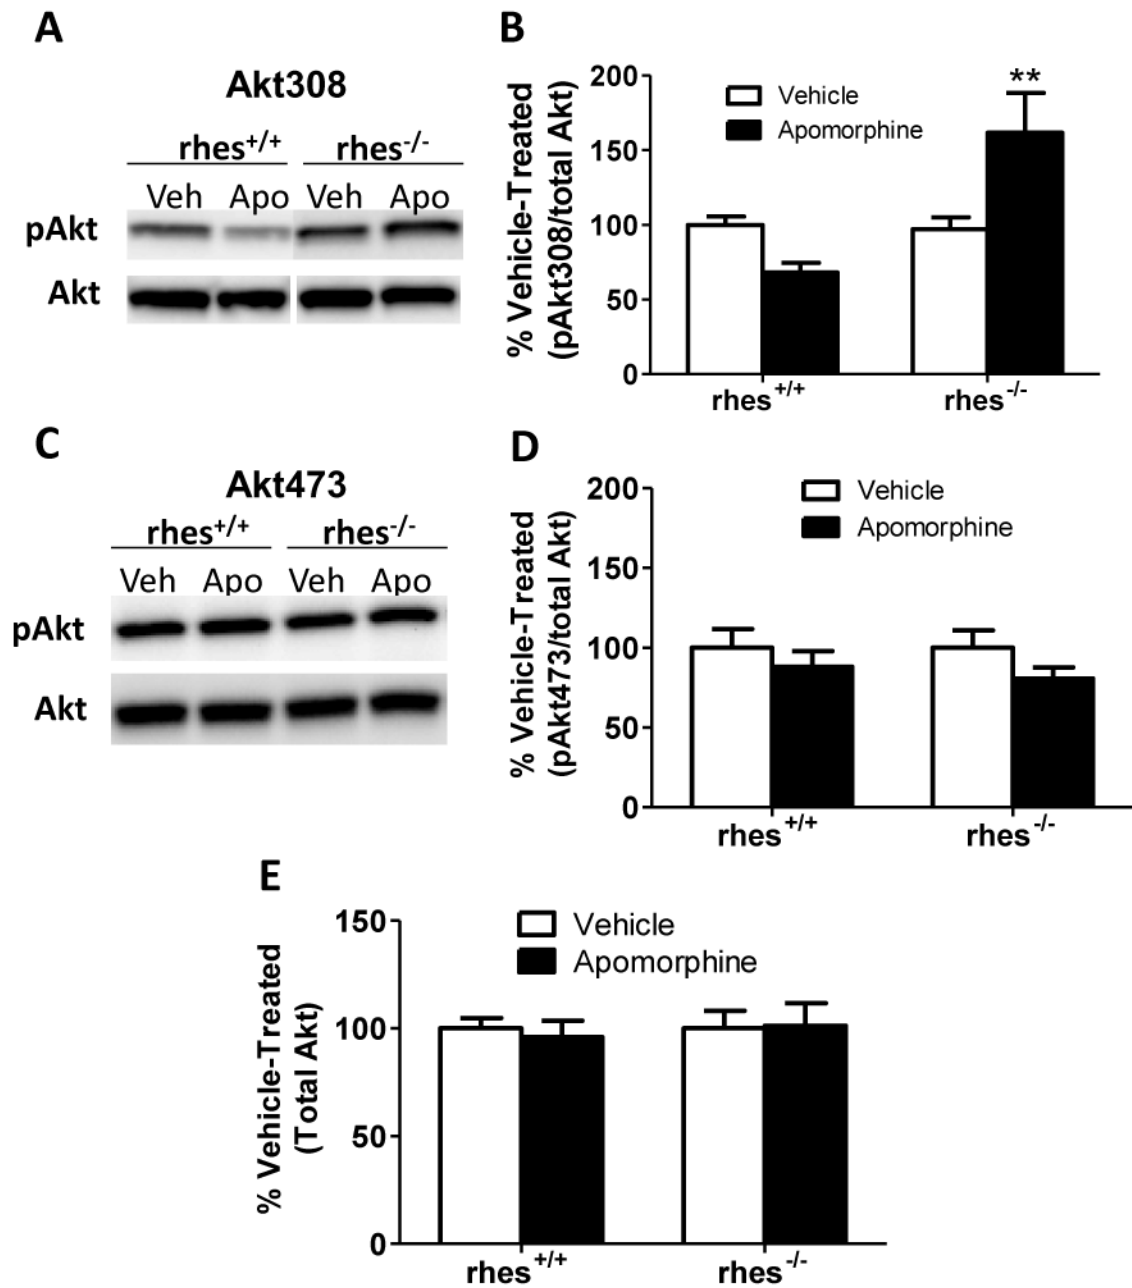 A
Akt308
rhes+/+ rhes-/-
Veh Apo Veh Apo
pAkt
Akt
B
% Vehicle-Treated
(pAkt308/total Akt)
200
150
100
50
0
Vehicle
Apomorphine
**
rhes+/+ rhes-/-
C
Akt473
rhes+/+ rhes-/-
Veh Apo Veh Apo
pAkt
Akt
D
% Vehicle-Treated
(pAkt473/total Akt)
200
150
100
50
0
Vehicle
Apomorphine
rhes+/+ rhes-/-
E
% Vehicle-Treated
(Total Akt)
150
100
50
0
Vehicle
Apomorphine
rhes+/+ rhes-/-